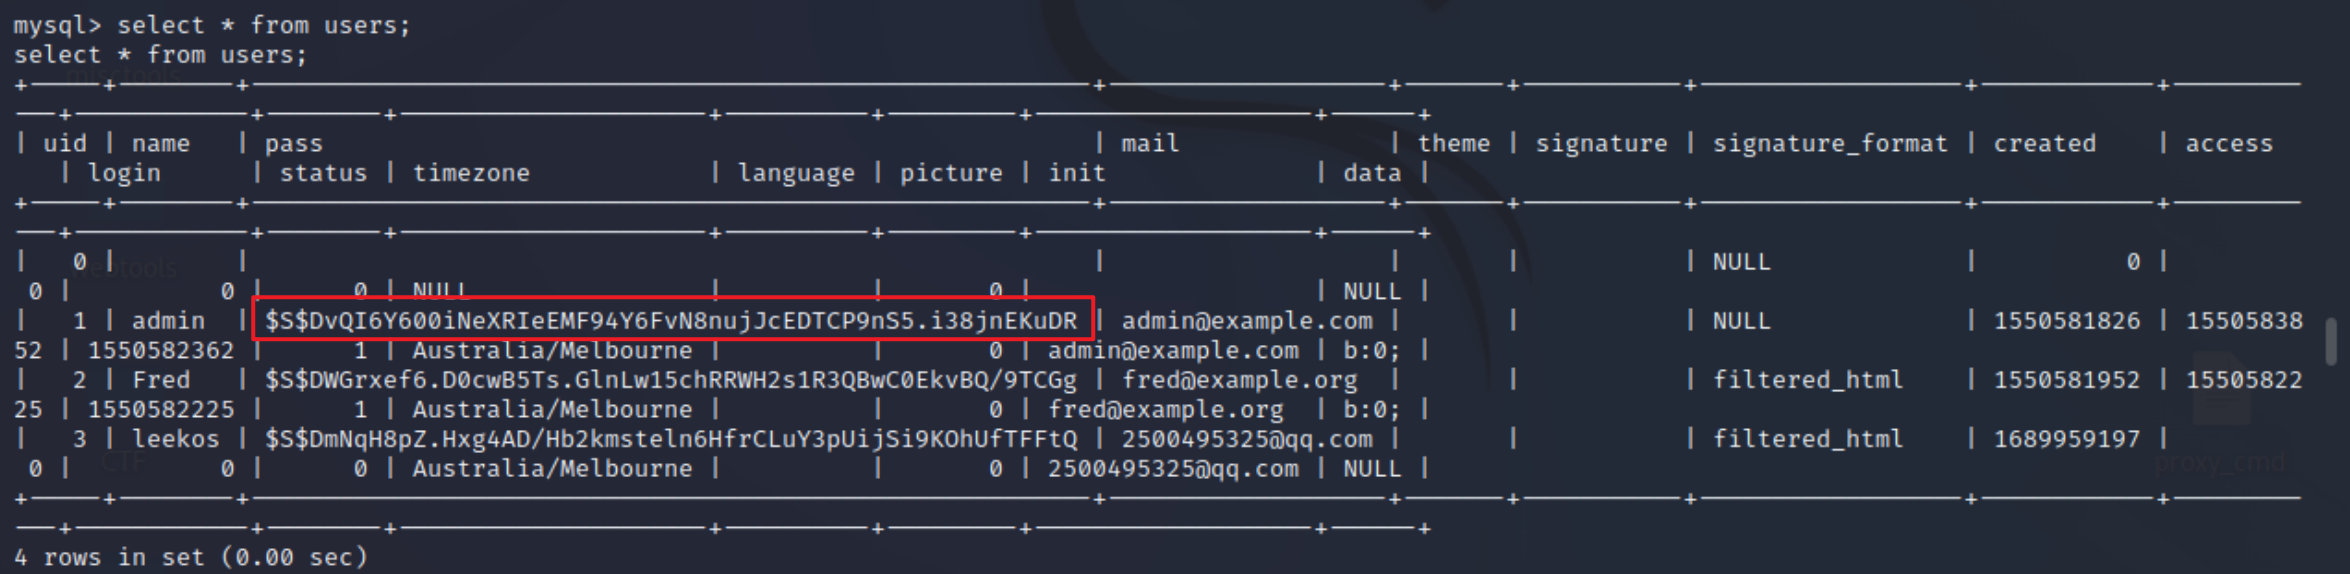 mysql> select * from users;
select * from users;
misctools
| uid | name | pass | mail | theme | signature | signature_format | created | access
| login | status | timezone | language | picture | init | data |
| 0 | | | | | | NULL | 0 |
webtools
0 | 0 | 0 | NULL | | 0 | | NULL |
| 1 | admin | $S$DvQI6Y600iNeXRIeEMF94Y6FvN8nujJcEDTCP9nS5.i38jnEKuDR | admin@example.com | | | NULL | 1550581826 | 15505838
52 | 1550582362 | 1 | Australia/Melbourne | | 0 | admin@example.com | b:0; |
| 2 | Fred | $S$DWGrxef6.D0cwB5Ts.GlnLw15chRRWH2s1R3QBwC0EkvBQ/9TCGg | fred@example.org | | | filtered_html | 1550581952 | 15505822
25 | 1550582225 | 1 | Australia/Melbourne | | 0 | fred@example.org | b:0; |
| 3 | leekos | $S$DmNqH8pZ.Hxg4AD/Hb2kmsteln6HfrCLuY3pUijSi9KOhUfTFFtQ | 2500495325@qq.com | | | filtered_html | 1689959197 |
CTF
proxy_cmd
0 | 0 | 0 | Australia/Melbourne | | 0 | 2500495325@qq.com | NULL |
4 rows in set (0.00 sec)